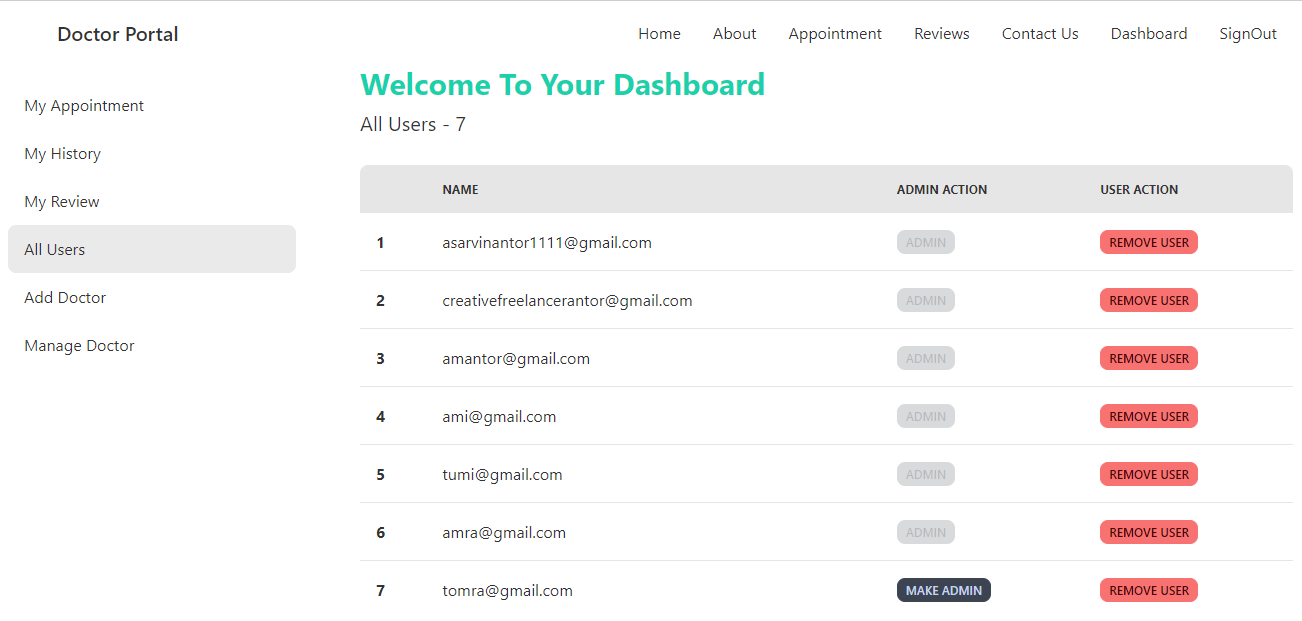 Doctor Portal Home About Appointment Reviews Contact Us Dashboard SignOut
My Appointment
My History
My Review
All Users
Add Doctor
Manage Doctor
Welcome To Your Dashboard
All Users - 7
NAME ADMIN ACTION USER ACTION
1 asarvinantor1111@gmail.com ADMIN REMOVE USER
2 creativefreelancerantor@gmail.com ADMIN REMOVE USER
3 amantor@gmail.com ADMIN REMOVE USER
4 ami@gmail.com ADMIN REMOVE USER
5 tumi@gmail.com ADMIN REMOVE USER
6 amra@gmail.com ADMIN REMOVE USER
7 tomra@gmail.com MAKE ADMIN REMOVE USER